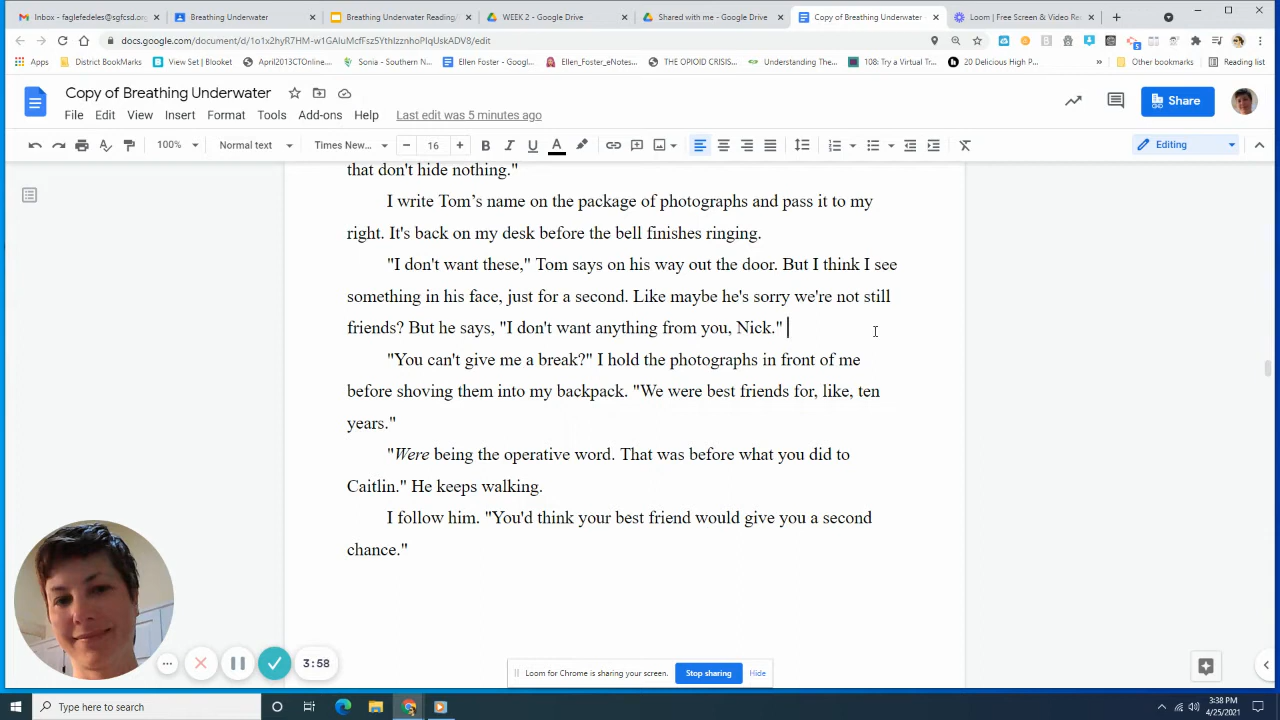 Inbox - faglefedeles@sgfcsd.org
Breathing Underwater
Breathing Underwater Reading/
WEEK 2 - Google Drive
Shared with me - Google Drive
Copy of Breathing Underwater
Loom | Free Screen & Video Re
docs.google.com/document/d/
/edit
Apps
District BookMarks
View Set | Blooket
April2013CTOnline...
Sonia - Southern N...
Ellen Foster - Googl...
Ellen_Foster_eNotes...
THE OPIOID CRISIS...
Understanding The...
108: Try a Virtual Tr...
20 Delicious High P...
»
Other bookmarks
Reading list
Copy of Breathing Underwater
Share
File Edit View Insert Format Tools Add-ons Help Last edit was 5 minutes ago
100% Normal text Times New... 16 B I U A Editing
that don't hide nothing."
I write Tom's name on the package of photographs and pass it to my
right. It's back on my desk before the bell finishes ringing.
"I don't want these," Tom says on his way out the door. But I think I see
something in his face, just for a second. Like maybe he's sorry we're not still
friends? But he says, "I don't want anything from you, Nick."
"You can't give me a break?" I hold the photographs in front of me
before shoving them into my backpack. "We were best friends for, like, ten
years."
"Were being the operative word. That was before what you did to
Caitlin." He keeps walking.
I follow him. "You'd think your best friend would give you a second
chance."
3:58
Loom for Chrome is sharing your screen. Stop sharing Hide
Type here to search
3:38 PM
4/25/2021